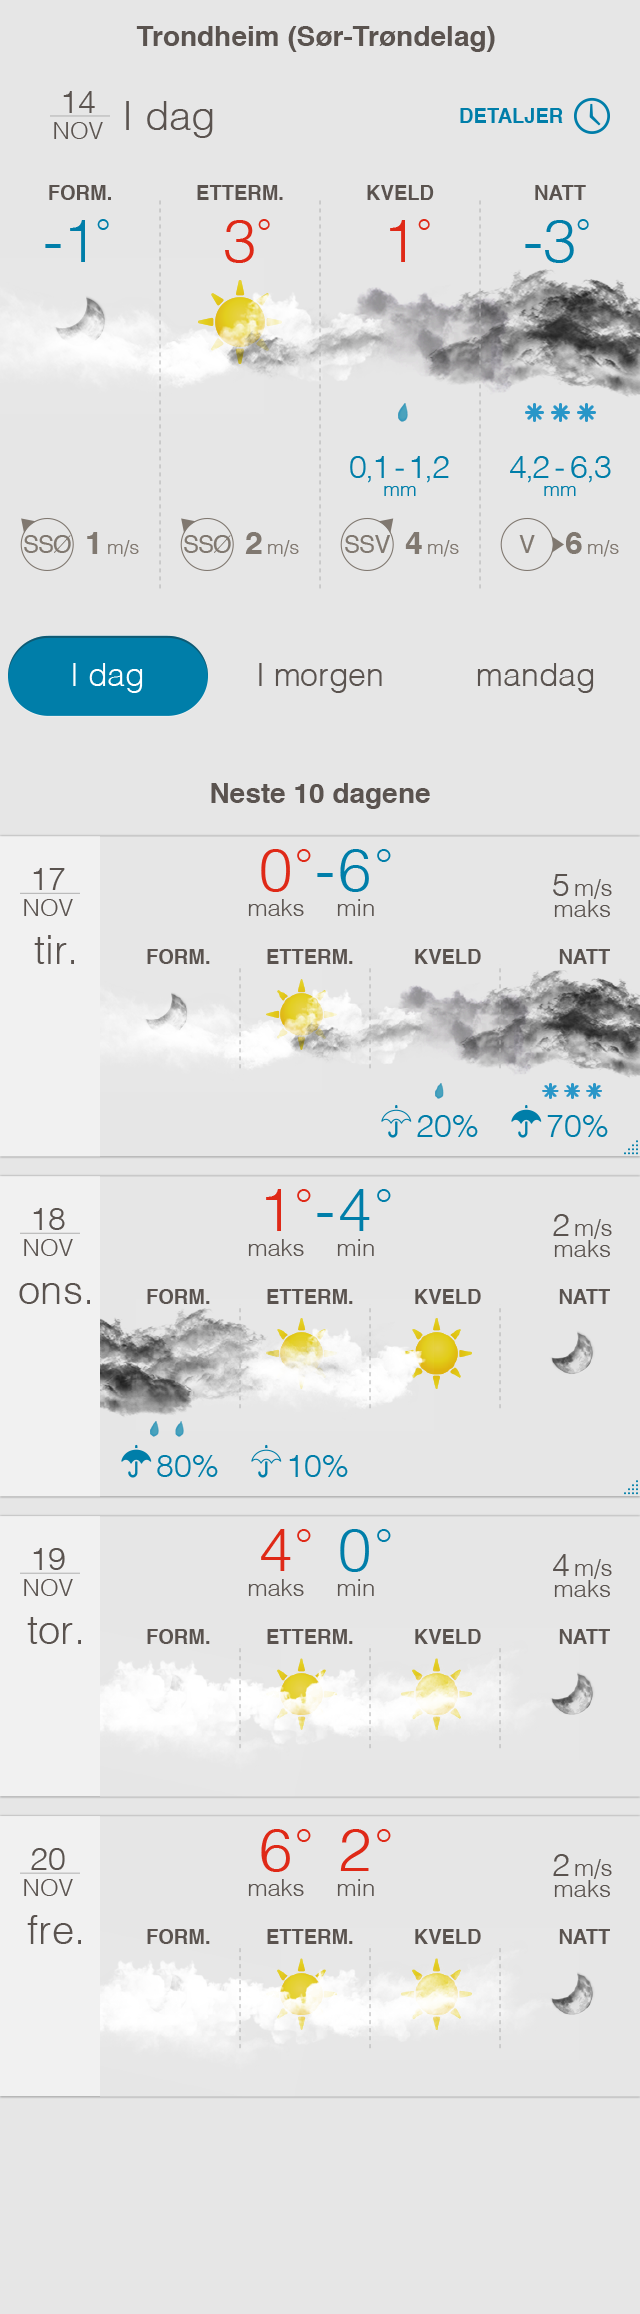 Trondheim (Sør-Trøndelag)
14
NOV
I dag
DETALJER
FORM. ETTERM. KVELD NATT
-1° 3° 1° -3°
0,1 - 1,2 4,2 - 6,3
mm mm
SSØ 1 m/s SSØ 2 m/s SSV 4 m/s V 6 m/s
I dag I morgen mandag
Neste 10 dagene
17
NOV
tir.
0° -6°
maks min
5 m/s
maks
FORM. ETTERM. KVELD NATT
20% 70%
18
NOV
ons.
1° -4°
maks min
2 m/s
maks
FORM. ETTERM. KVELD NATT
80% 10%
19
NOV
tor.
4° 0°
maks min
4 m/s
maks
FORM. ETTERM. KVELD NATT
20
NOV
fre.
6° 2°
maks min
2 m/s
maks
FORM. ETTERM. KVELD NATT